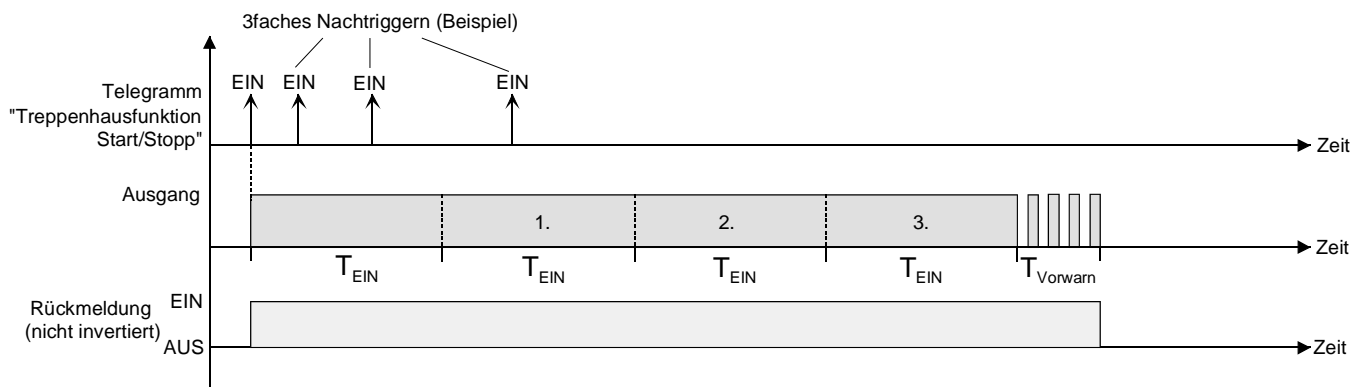 3faches Nachtriggern (Beispiel)
EIN EIN EIN EIN
Telegramm
"Treppenhausfunktion
Start/Stopp"
Zeit
Ausgang
1. 2. 3.
Zeit
TEIN TEIN TEIN TEIN TVorwarn
Rückmeldung
(nicht invertiert)
EIN
AUS
Zeit